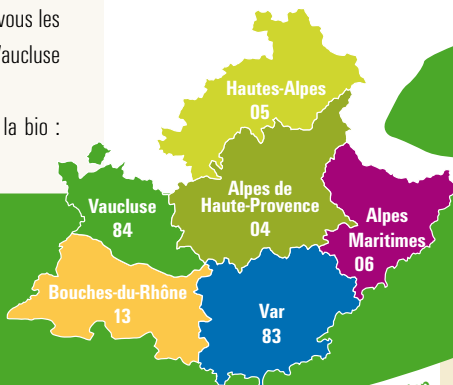 vous les
Vaucluse
la bio :
Hautes-Alpes
05
Alpes de
Haute-Provence
04
Vaucluse
84
Alpes
Maritimes
06
Bouches-du-Rhône
13
Var
83